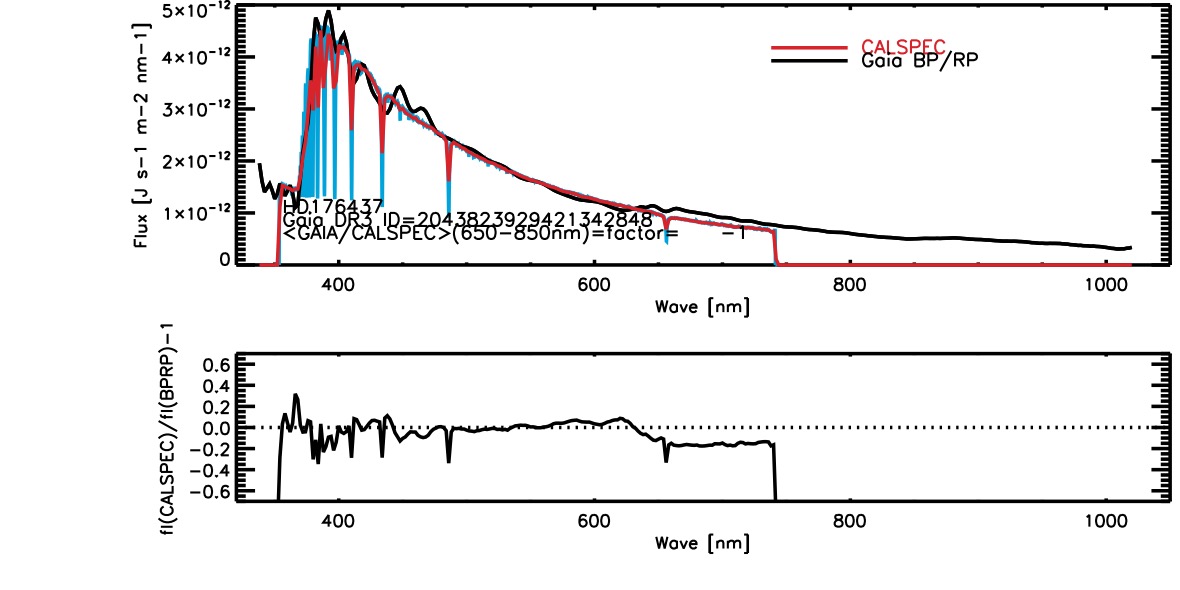 5×10⁻¹²
4×10⁻¹²
3×10⁻¹²
2×10⁻¹²
1×10⁻¹²
0
Flux [J s−1 m−2 nm−1]
CALSPEC
Gaia BP/RP
HD176437
Gaia DR3 ID=2043823929421342848
<GAIA/CALSPEC>(650−850nm)=factor= −1
400 600 800 1000
Wave [nm]
fl(CALSPEC)/fl(BPRP)−1
0.6
0.4
0.2
0.0
−0.2
−0.4
−0.6
400 600 800 1000
Wave [nm]